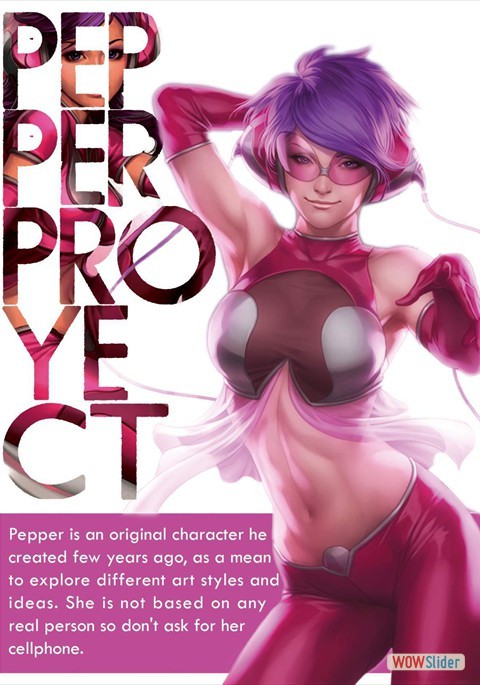 PEP
PER
PRO
YE
CT
Pepper is an original character he
created few years ago, as a mean
to explore different art styles and
ideas. She is not based on any
real person so don't ask for her
cellphone.
WOWSlider